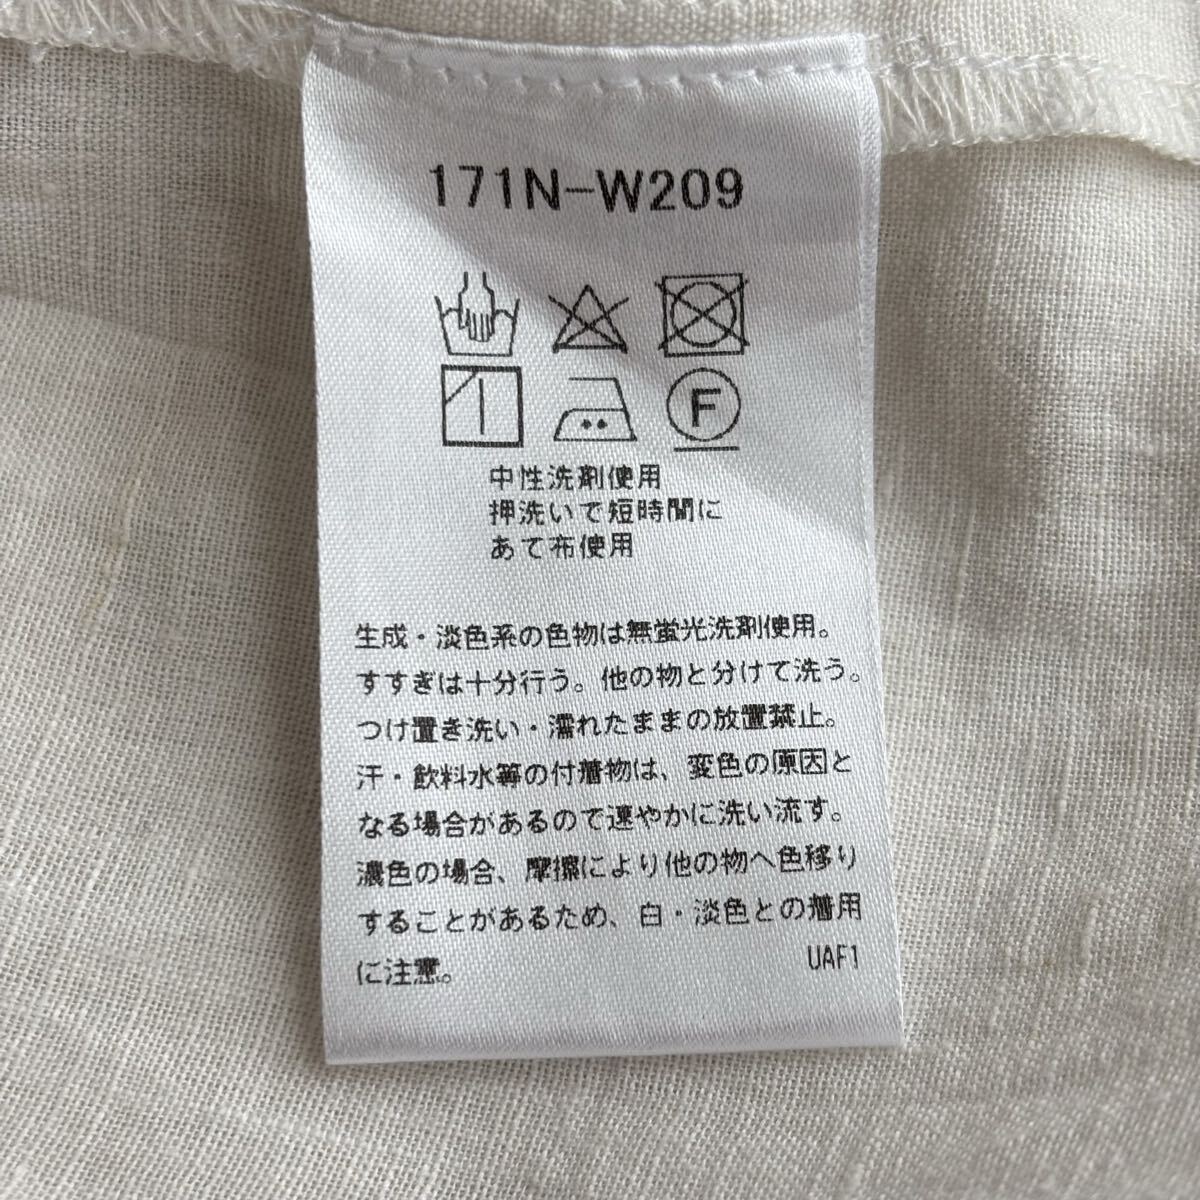 171N-W209
F
中性洗剤使用
押洗いで短時間に
あて布使用
生成・淡色系の色物は無蛍光洗剤使用。
すすぎは十分行う。他の物と分けて洗う。
つけ置き洗い・濡れたままの放置禁止。
汗・飲料水等の付着物は、変色の原因と
なる場合があるので速やかに洗い流す。
濃色の場合、摩擦により他の物へ色移り
することがあるため、白・淡色との着用
に注意。
UAF1